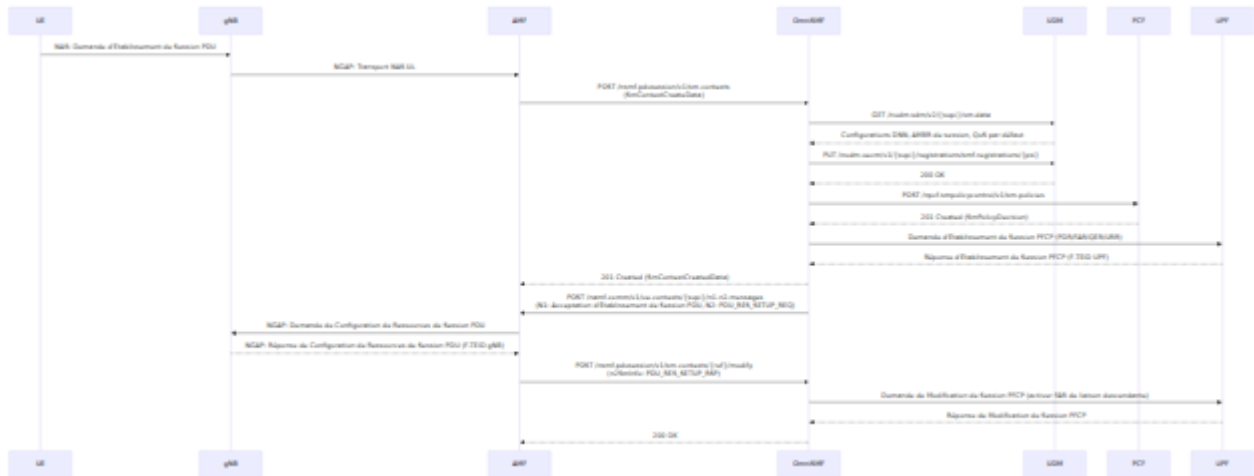 UE gNB AMF OmniSMF UDM PCF UPF
NAS: Demande d'Établissement de Session PDU
NGAP: Transport NAS UL
POST /nsmf-pdusession/v1/sm-contexts
(SmContextCreateData)
GET /nudm-sdm/v2/{supi}/sm-data
Configurations DNN, AMBR de session, QoS par défaut
PUT /nudm-uecm/v1/{supi}/registrations/smf-registrations/{psi}
200 OK
POST /npcf-smpolicycontrol/v1/sm-policies
201 Created (SmPolicyDecision)
Demande d'Établissement de Session PFCP (PDR/FAR/QER/URR)
Réponse d'Établissement de Session PFCP (F-TEID UPF)
201 Created (SmContextCreatedData)
POST /namf-comm/v1/ue-contexts/{supi}/n1-n2-messages
(N1: Acceptation d'Établissement de Session PDU, N2: PDU_RES_SETUP_REQ)
NGAP: Demande de Configuration de Ressources de Session PDU
NGAP: Réponse de Configuration de Ressources de Session PDU (F-TEID gNB)
POST /nsmf-pdusession/v1/sm-contexts/{ref}/modify
(n2SmInfo: PDU_RES_SETUP_RSP)
Demande de Modification de Session PFCP (activer FAR de liaison descendante)
Réponse de Modification de Session PFCP
200 OK
UE gNB AMF OmniSMF UDM PCF UPF